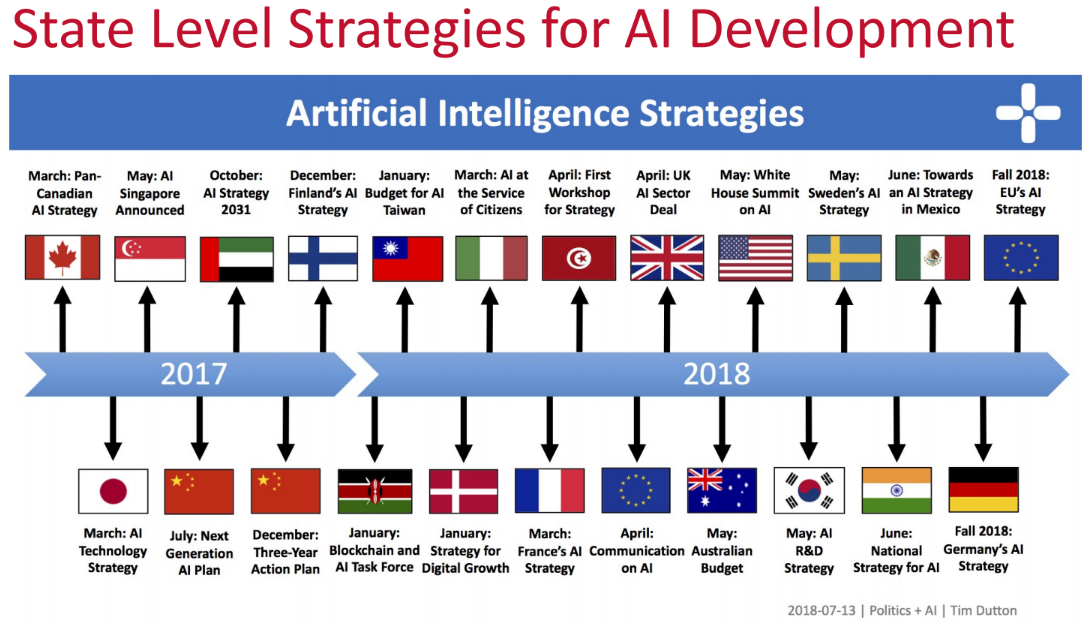 State Level Strategies for AI Development
Artificial Intelligence Strategies
March: Pan-
Canadian
AI Strategy
May: AI
Singapore
Announced
October:
AI Strategy
2031
December:
Finland's AI
Strategy
January:
Budget for AI
Taiwan
March: AI at
the Service
of Citizens
April: First
Workshop
for Strategy
April: UK
AI Sector
Deal
May: White
House Summit
on AI
May:
Sweden's AI
Strategy
June: Towards
an AI Strategy
in Mexico
Fall 2018:
EU's AI
Strategy
2017
2018
March: AI
Technology
Strategy
July: Next
Generation
AI Plan
December:
Three-Year
Action Plan
January:
Blockchain and
AI Task Force
January:
Strategy for
Digital Growth
March:
France's AI
Strategy
April:
Communication
on AI
May:
Australian
Budget
May: AI
R&D
Strategy
June:
National
Strategy for AI
Fall 2018:
Germany's AI
Strategy
2018-07-13 | Politics + AI | Tim Dutton